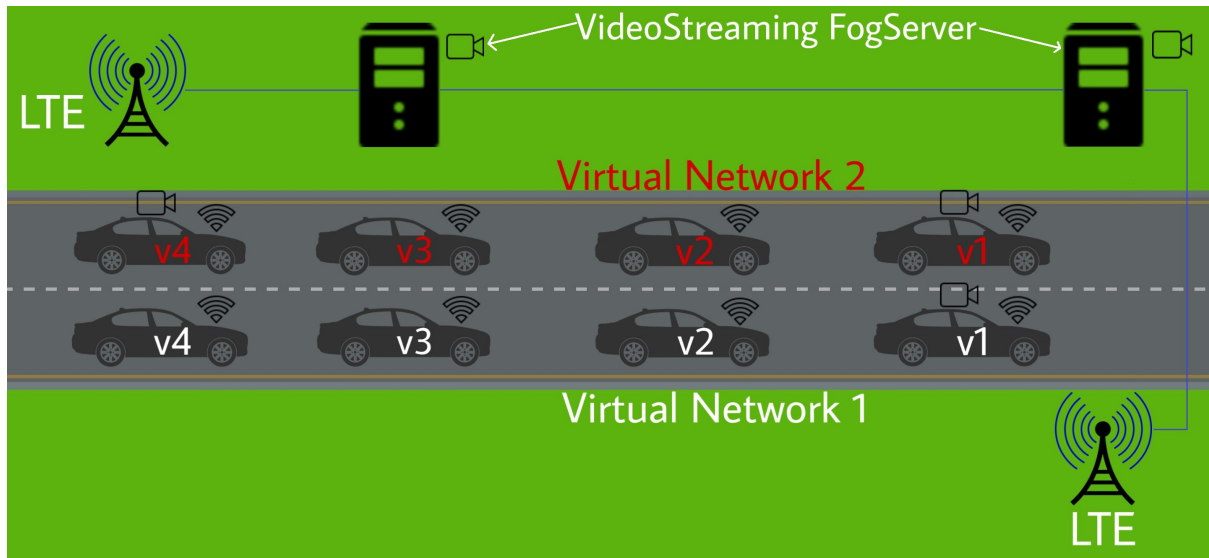 VideoStreaming FogServer
LTE
Virtual Network 2
v4 v3 v2 v1
v4 v3 v2 v1
Virtual Network 1
LTE